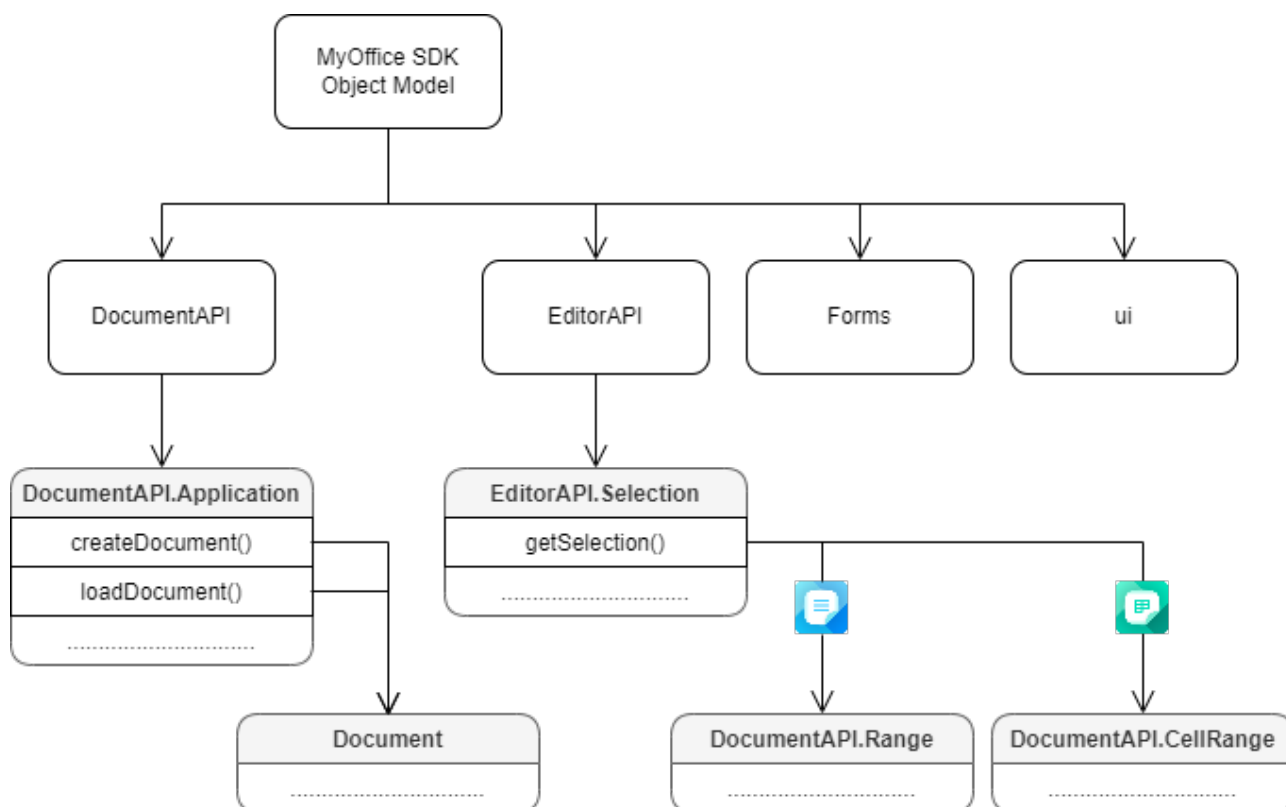 MyOffice SDK
Object Model
DocumentAPI
EditorAPI
Forms
ui
DocumentAPI.Application
createDocument()
loadDocument()
..............................
EditorAPI.Selection
getSelection()
..............................
Document
..............................
DocumentAPI.Range
..............................
DocumentAPI.CellRange
..............................